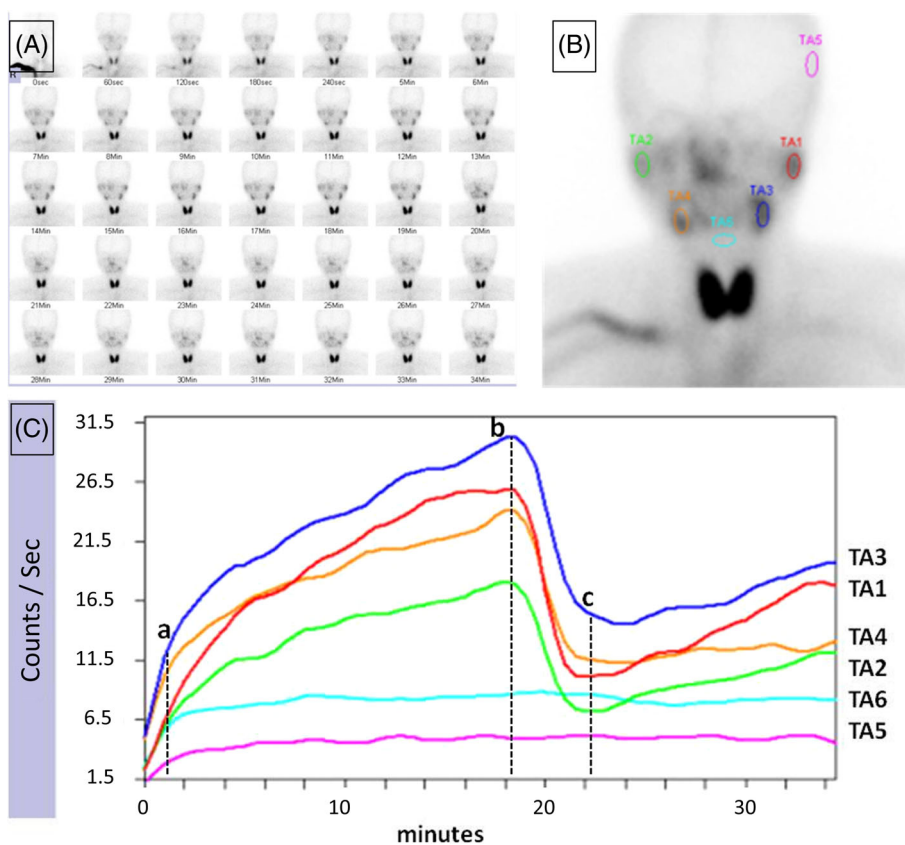 (A)
R
0sec 60sec 120sec 180sec 240sec 5Min 6Min
7Min 8Min 9Min 10Min 11Min 12Min 13Min
14Min 15Min 16Min 17Min 18Min 19Min 20Min
21Min 22Min 23Min 24Min 25Min 26Min 27Min
28Min 29Min 30Min 31Min 32Min 33Min 34Min
(B)
TA5
TA2
TA1
TA4
TA3
TA6
(C)
Counts / Sec
31.5
26.5
21.5
16.5
11.5
6.5
1.5
a
b
c
TA3
TA1
TA4
TA2
TA6
TA5
0 10 20 30
minutes